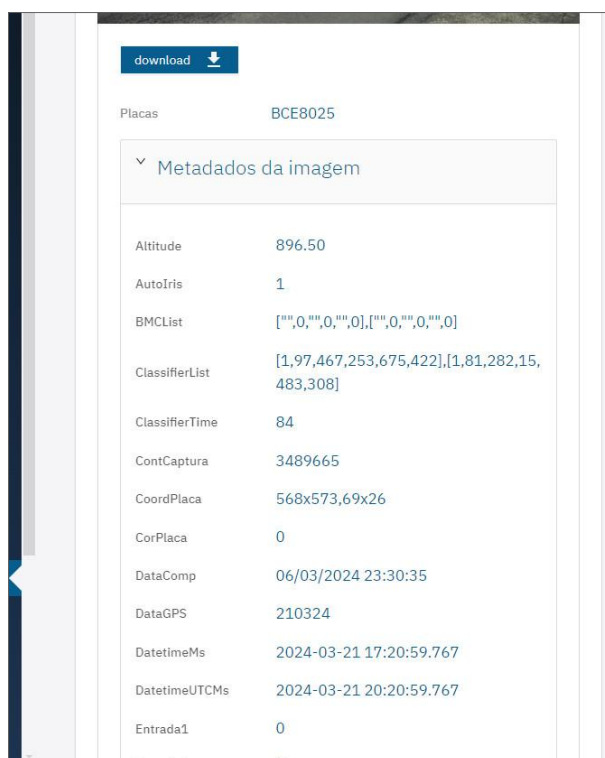 download
Placas BCE8025
Metadados da imagem
Altitude 896.50
AutoIris 1
BMCList ["",0,"",0,"",0],["",0,"",0,"",0]
ClassifierList [1,97,467,253,675,422],[1,81,282,15,
483,308]
ClassifierTime 84
ContCaptura 3489665
CoordPlaca 568x573,69x26
CorPlaca 0
DataComp 06/03/2024 23:30:35
DataGPS 210324
DatetimeMs 2024-03-21 17:20:59.767
DatetimeUTCMs 2024-03-21 20:20:59.767
Entrada1 0